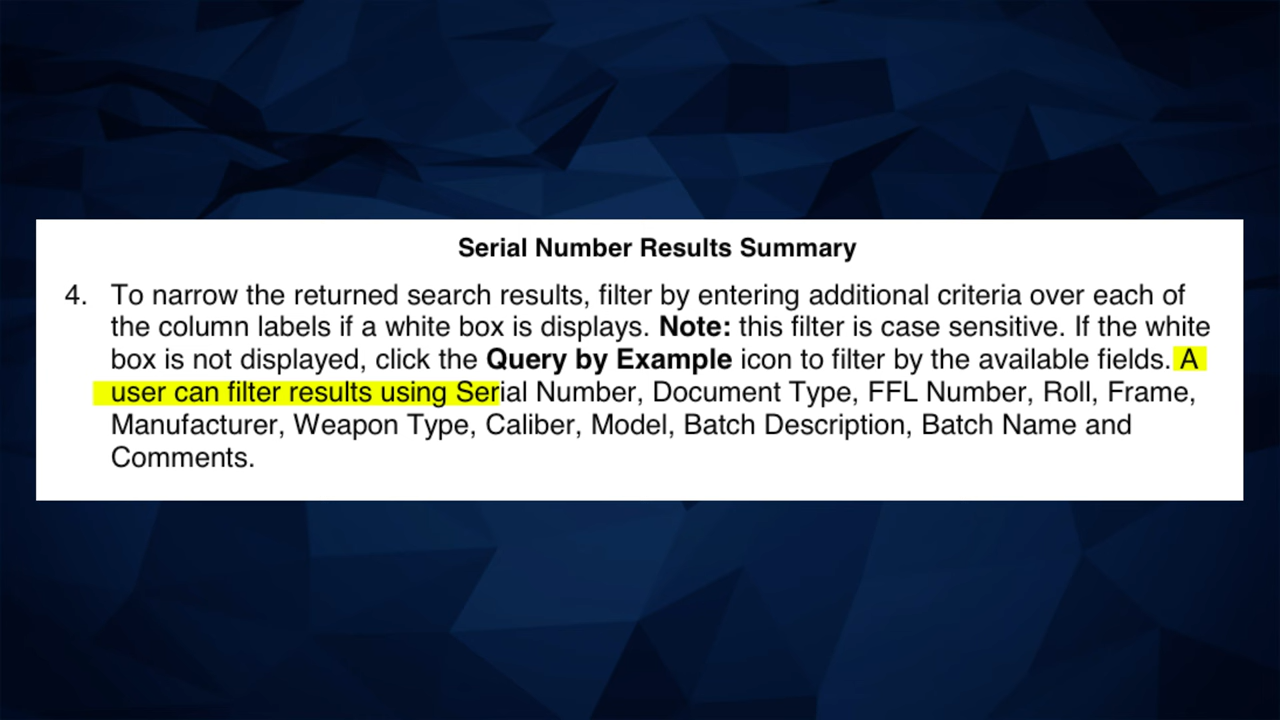 Serial Number Results Summary
4. To narrow the returned search results, filter by entering additional criteria over each of
the column labels if a white box is displays. Note: this filter is case sensitive. If the white
box is not displayed, click the Query by Example icon to filter by the available fields. A
user can filter results using Serial Number, Document Type, FFL Number, Roll, Frame,
Manufacturer, Weapon Type, Caliber, Model, Batch Description, Batch Name and
Comments.